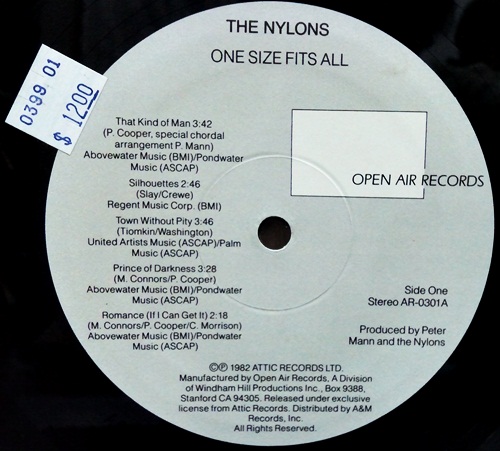 THE NYLONS
ONE SIZE FITS ALL
0399 01
$ 1200
That Kind of Man 3:42
(P. Cooper, special chordal
arrangement P. Mann)
Abovewater Music (BMI)/Pondwater
Music (ASCAP)
Silhouettes 2:46
(Slay/Crewe)
Regent Music Corp. (BMI)
Town Without Pity 3:46
(Tiomkin/Washington)
United Artists Music (ASCAP)/Palm
Music (ASCAP)
Prince of Darkness 3:28
(M. Connors/P. Cooper)
Abovewater Music (BMI)/Pondwater
Music (ASCAP)
Romance (If I Can Get It) 2:18
(M. Connors/P. Cooper/C. Morrison)
Abovewater Music (BMI)/Pondwater
Music (ASCAP)
OPEN AIR RECORDS
Side One
Stereo AR-0301A
Produced by Peter
Mann and the Nylons
©℗ 1982 ATTIC RECORDS LTD.
Manufactured by Open Air Records, A Division
of Windham Hill Productions Inc., Box 9388,
Stanford CA 94305. Released under exclusive
license from Attic Records. Distributed by A&M
Records, Inc.
All Rights Reserved.